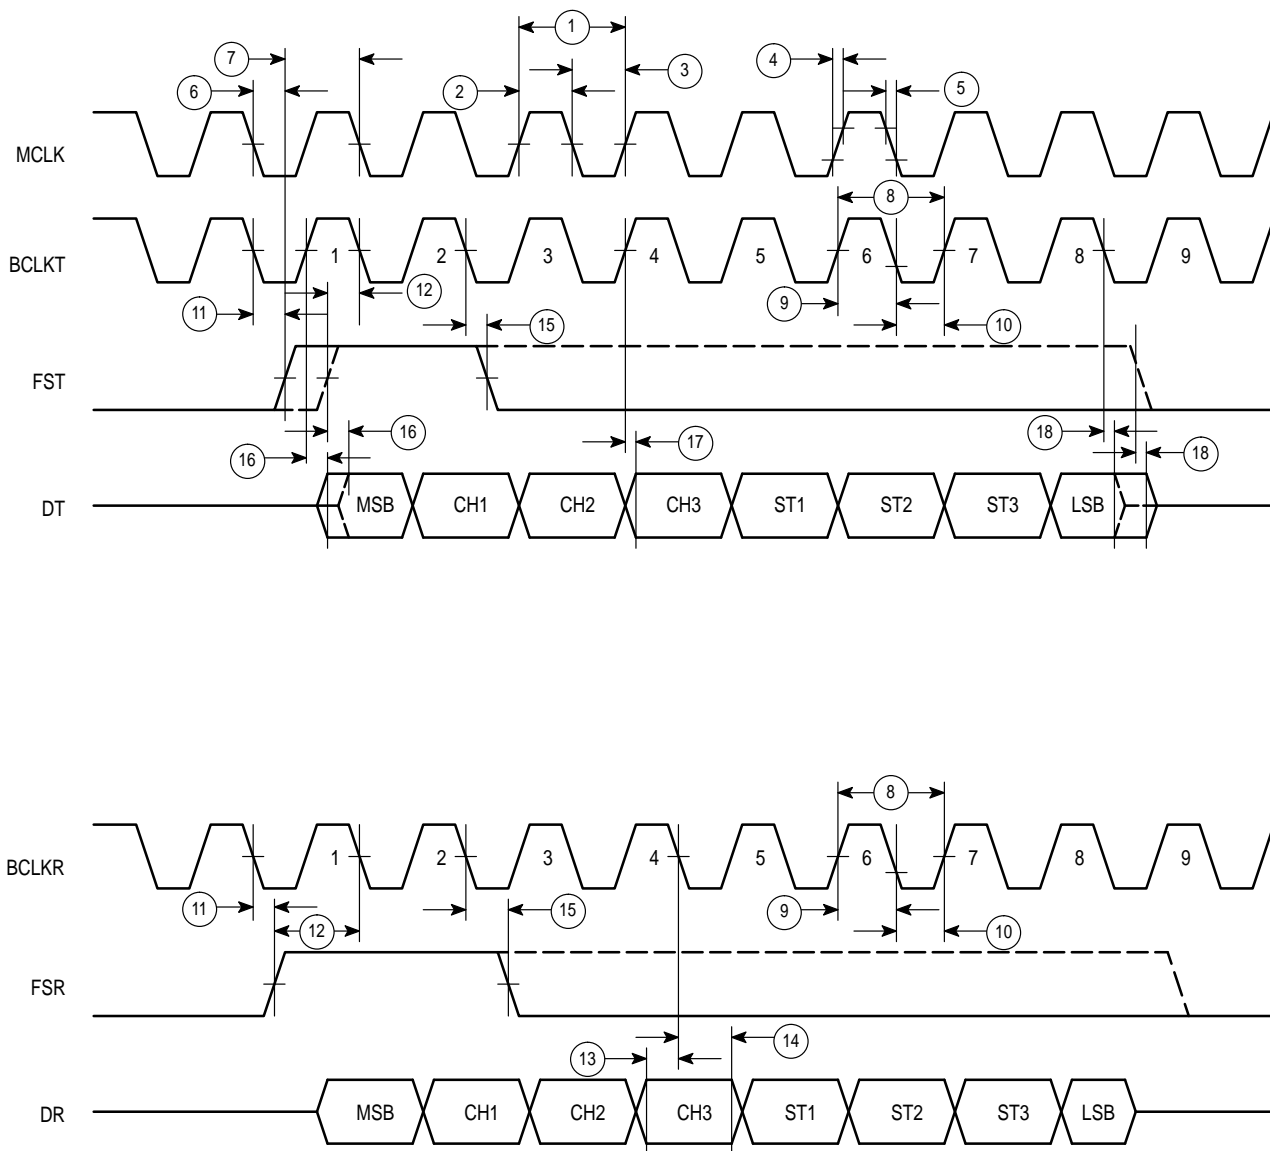 1
7
4 3
6 2 5
MCLK
8
BCLKT 1 2 3 4 5 6 7 8 9
12
11 15 9 10
FST
16 17 18
16 18
DT MSB CH1 CH2 CH3 ST1 ST2 ST3 LSB
8
BCLKR 1 2 3 4 5 6 7 8 9
11 15 9
12 10
FSR
13 14
DR MSB CH1 CH2 CH3 ST1 ST2 ST3 LSB